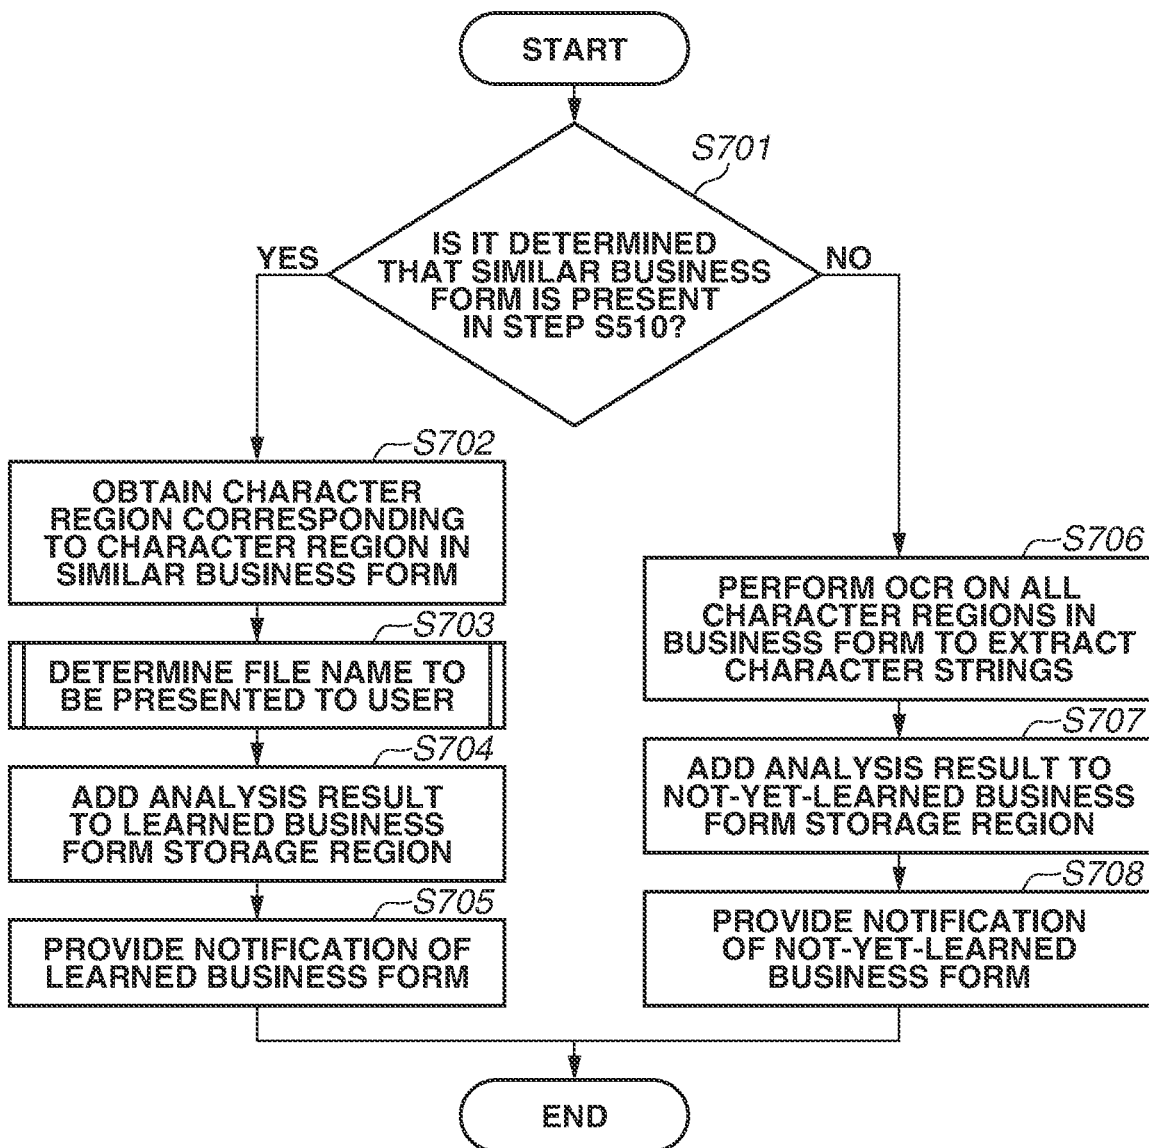 START
S701
IS IT DETERMINED
THAT SIMILAR BUSINESS
FORM IS PRESENT
IN STEP S510?
YES
NO
S702
OBTAIN CHARACTER
REGION CORRESPONDING
TO CHARACTER REGION IN
SIMILAR BUSINESS FORM
S703
DETERMINE FILE NAME TO
BE PRESENTED TO USER
S704
ADD ANALYSIS RESULT
TO LEARNED BUSINESS
FORM STORAGE REGION
S705
PROVIDE NOTIFICATION OF
LEARNED BUSINESS FORM
S706
PERFORM OCR ON ALL
CHARACTER REGIONS IN
BUSINESS FORM TO EXTRACT
CHARACTER STRINGS
S707
ADD ANALYSIS RESULT TO
NOT-YET-LEARNED BUSINESS
FORM STORAGE REGION
S708
PROVIDE NOTIFICATION
OF NOT-YET-LEARNED
BUSINESS FORM
END